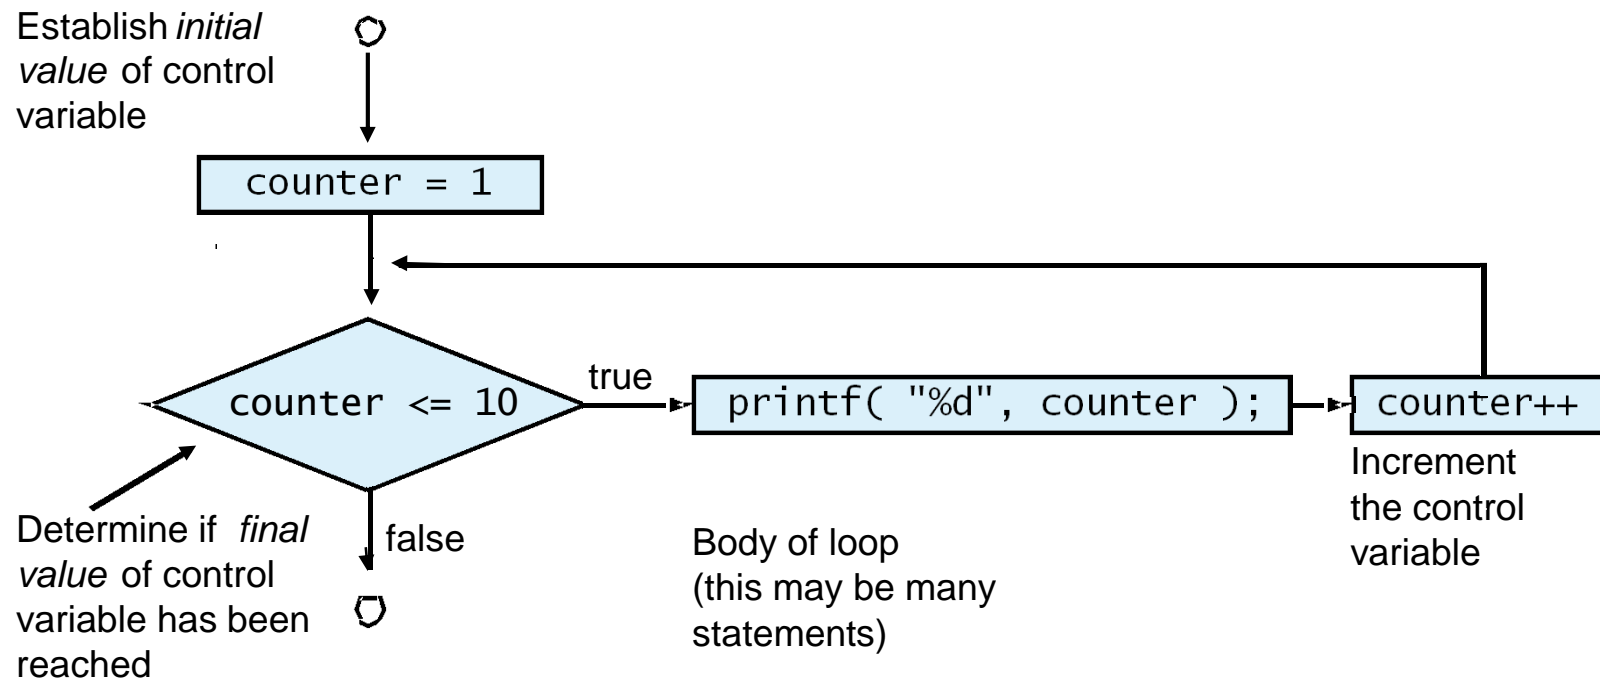 Establish initial
value of control
variable
counter = 1
counter <= 10
true
printf( "%d", counter );
counter++
Increment
the control
variable
false
Determine if final
value of control
variable has been
reached
Body of loop
(this may be many
statements)